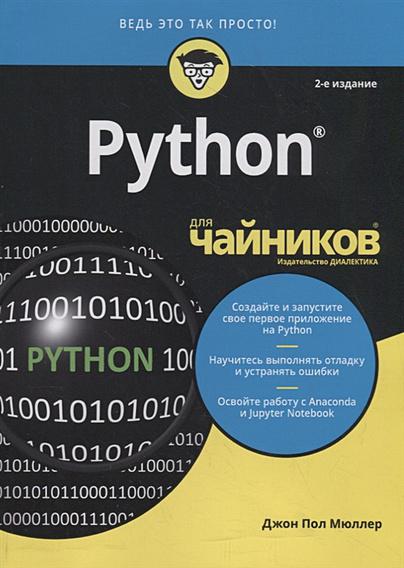 ВЕДЬ ЭТО ТАК ПРОСТО!
2-е издание
Python®
для
чайников®
Издательство ДИАЛЕКТИКА
Создайте и запустите
свое первое приложение
на Python
Научитесь выполнять отладку
и устранять ошибки
Освойте работу с Anaconda
и Jupyter Notebook
PYTHON
Джон Пол Мюллер